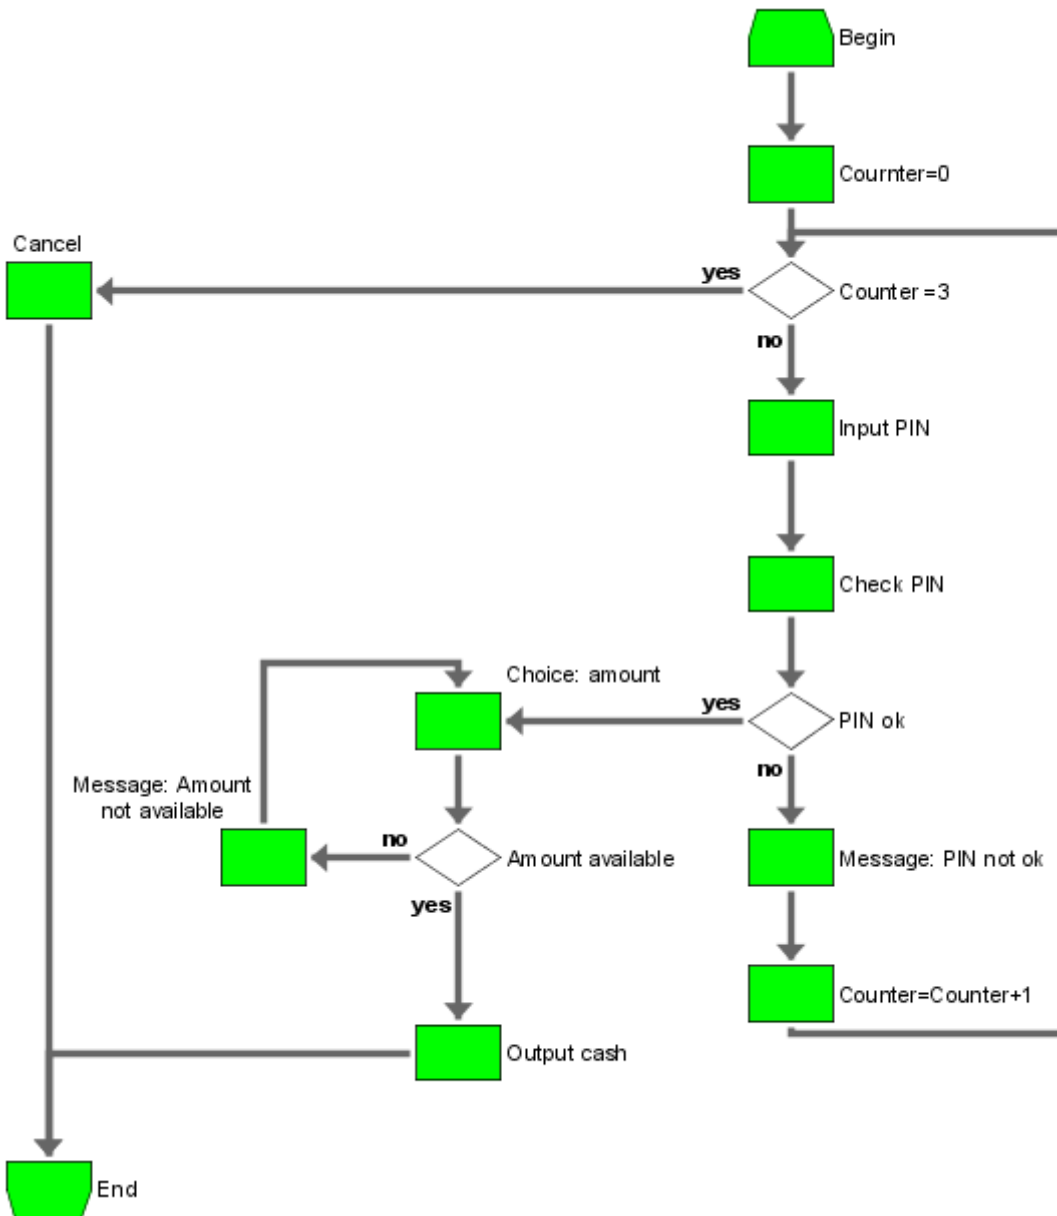 Begin
Cournter=0
Cancel
yes
Counter =3
no
Input PIN
Check PIN
Choice: amount
yes
PIN ok
no
Message: Amount
not available
no
Amount available
Message: PIN not ok
yes
Counter=Counter+1
Output cash
End